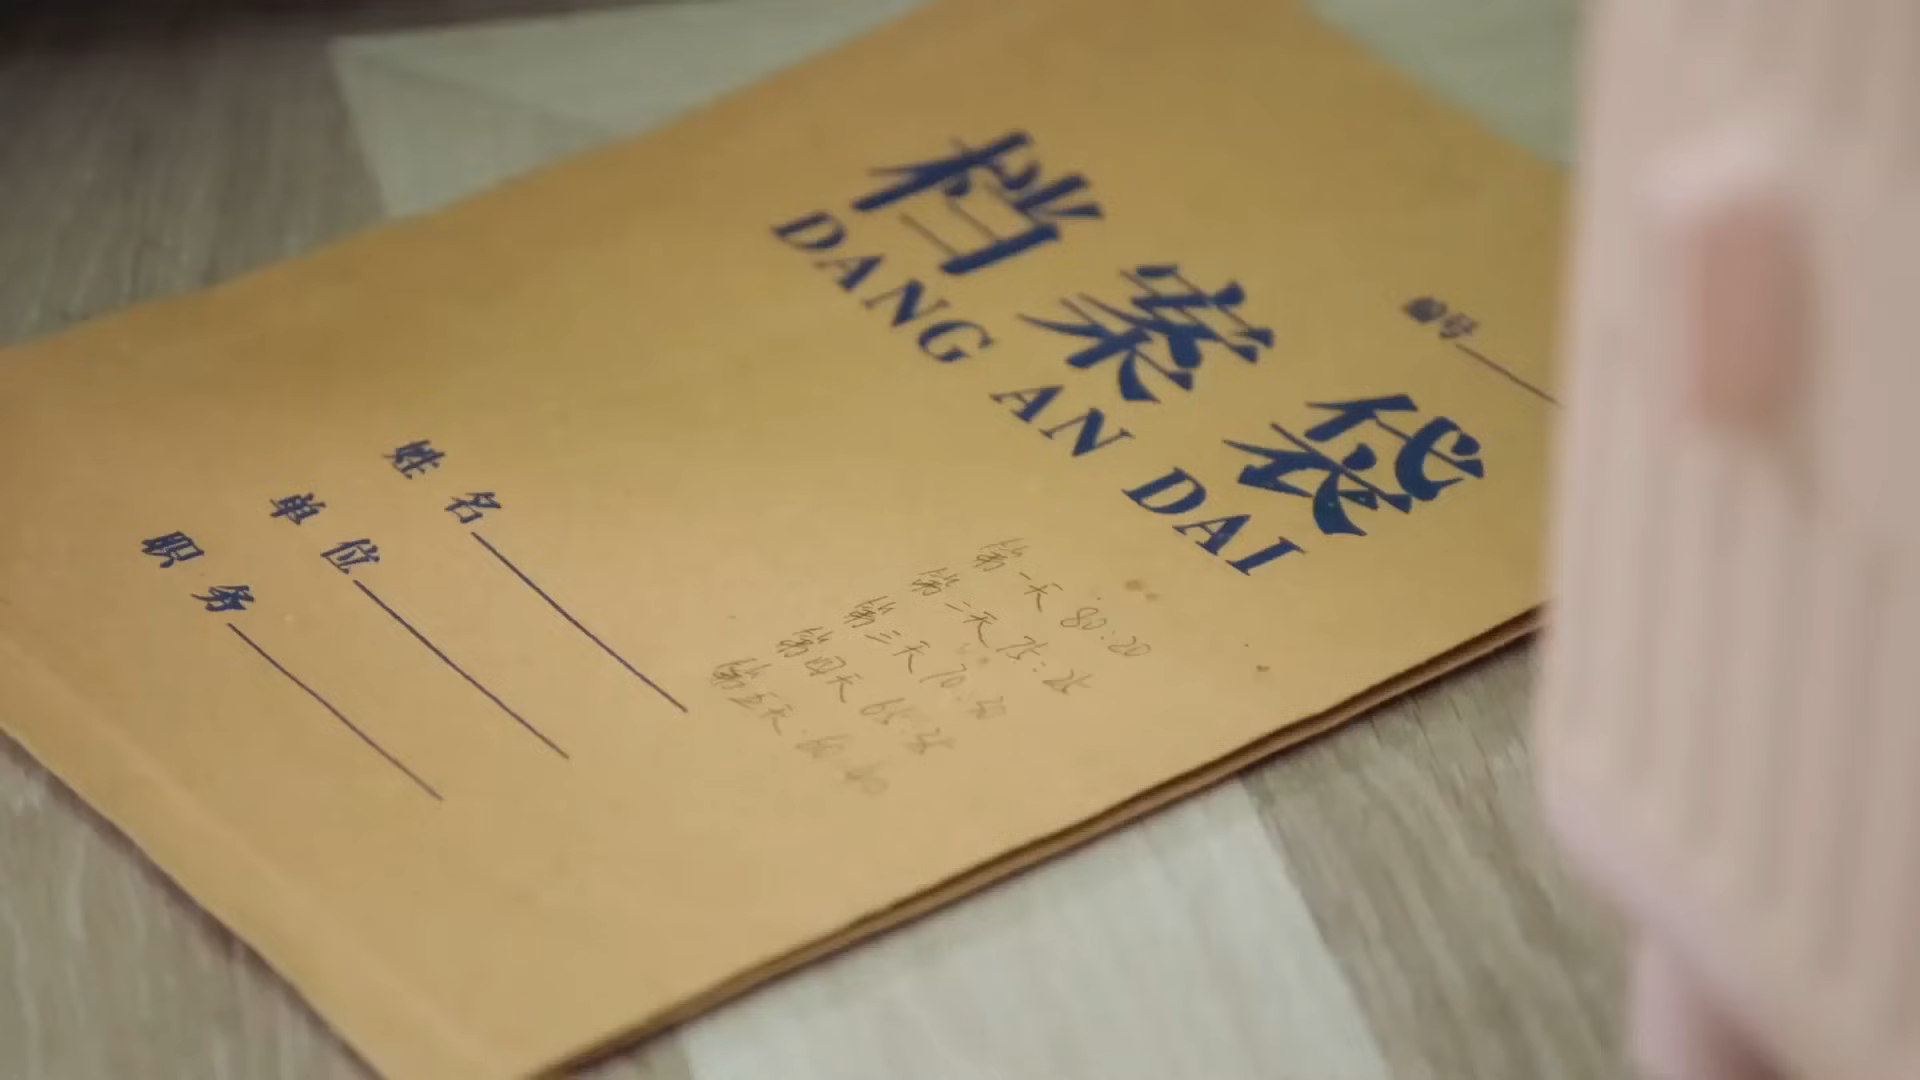 档案袋
DANG AN DAI
编号
第一天 80:20
第二天 75:25
第三天 70:30
第四天 65:35
第五天 60:40
姓名
单位
职务